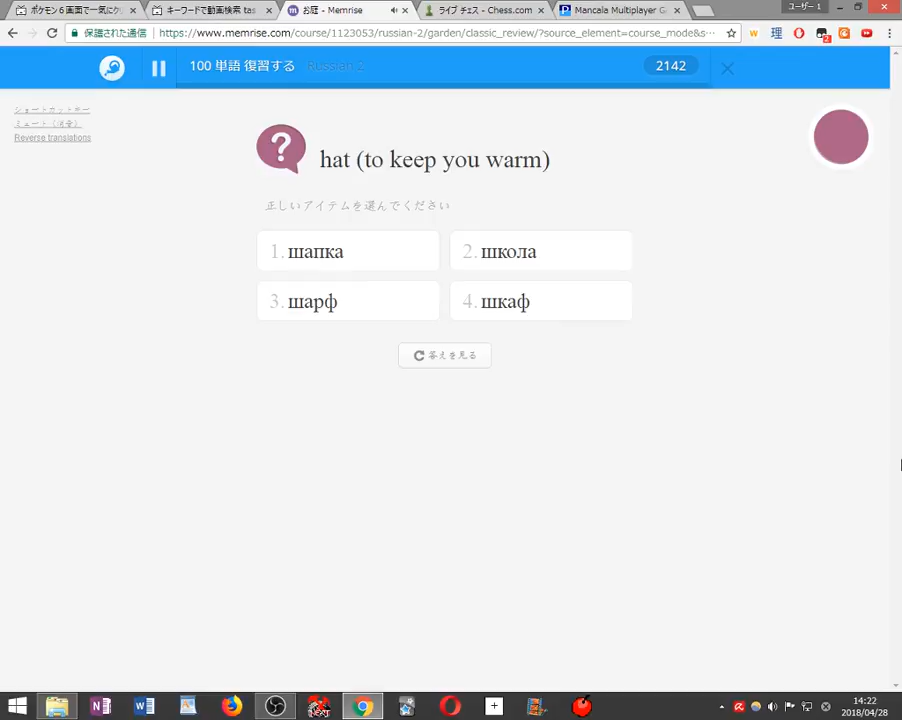 ポケモン6画面で一気にク
キーワードで動画検索 tas
お庭 - Memrise
ライブ チェス - Chess.com
Mancala Multiplayer G
ユーザー 1
保護された通信
https://www.memrise.com/course/1123053/russian-2/garden/classic_review/?source_element=course_mode&s…
100 単語 復習する
Russian 2
2142
ショートカットキー
ミュート (消音)
Reverse translations
? hat (to keep you warm)
正しいアイテムを選んでください
1. шапка
2. школа
3. шарф
4. шкаф
答えを見る
14:22
2018/04/28